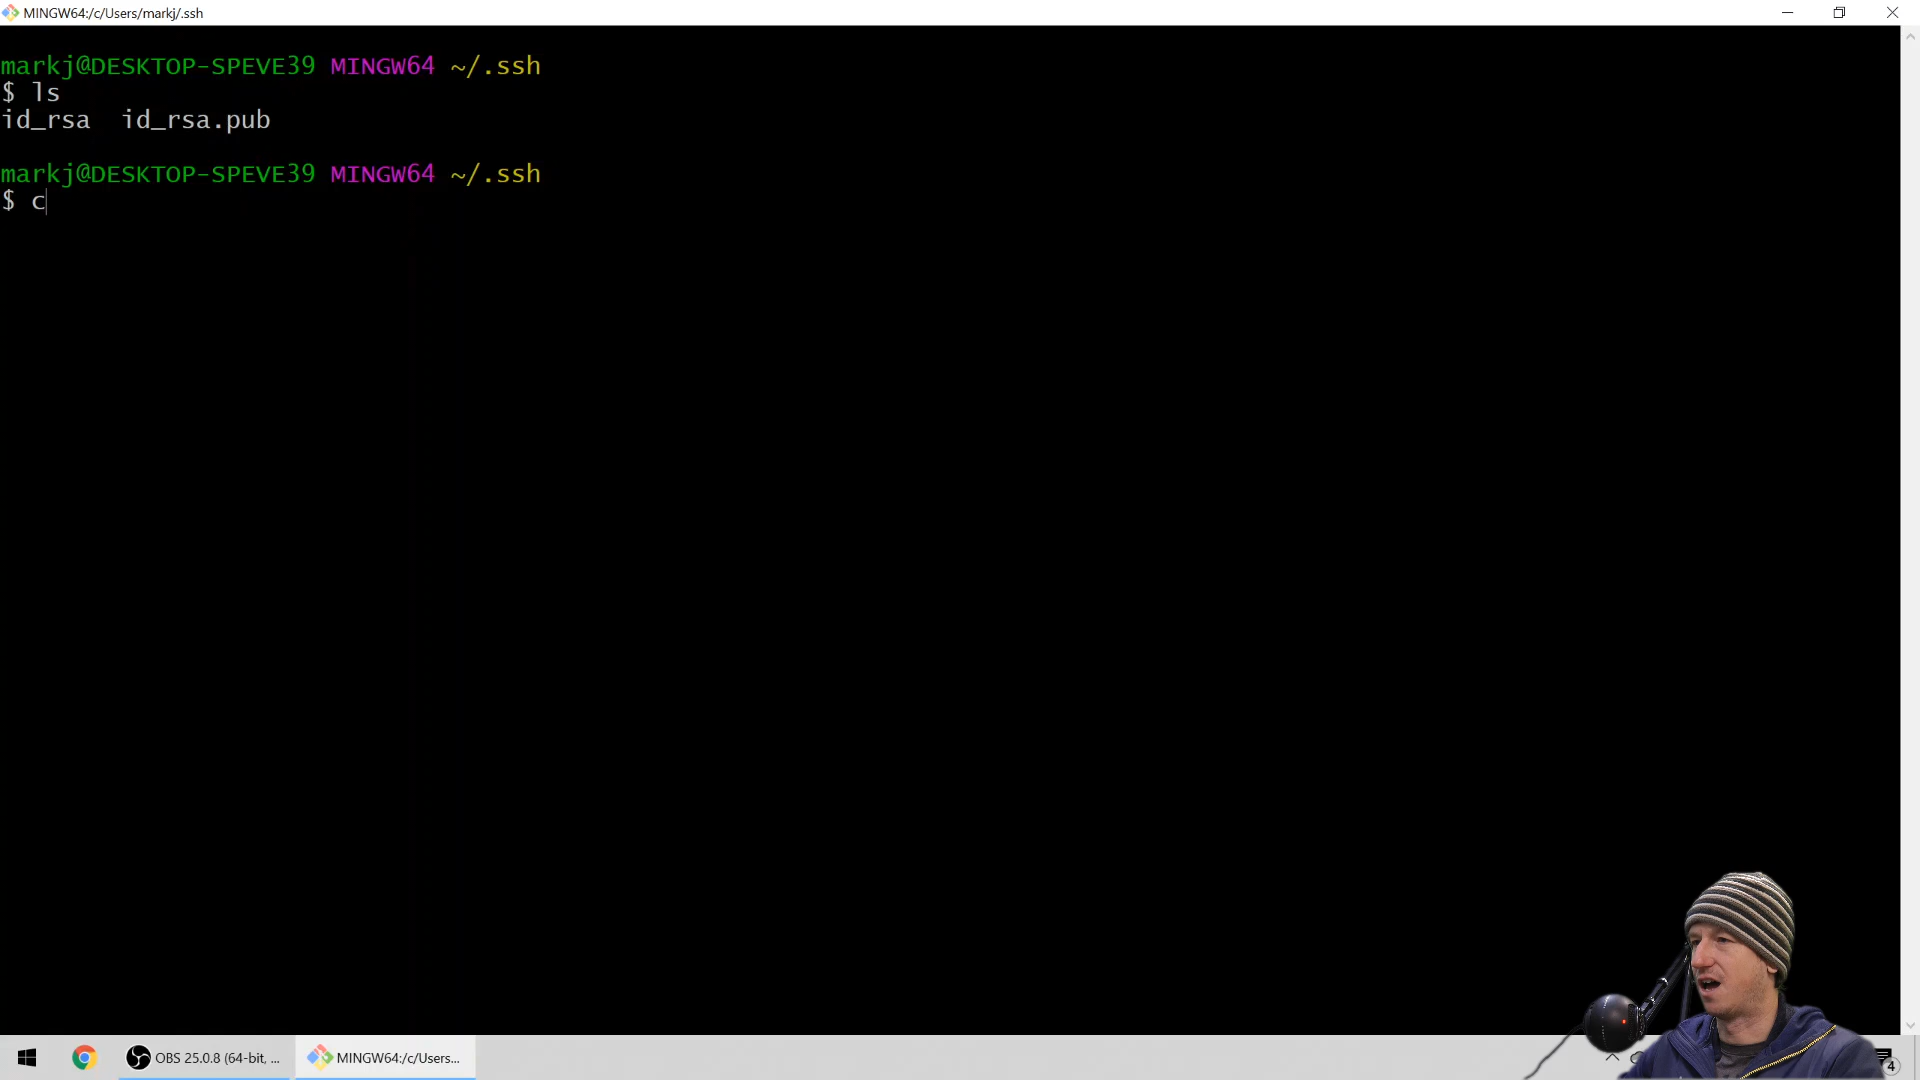 MINGW64:/c/Users/markj/.ssh
markj@DESKTOP-SPEVE39 MINGW64 ~/.ssh
$ ls
id_rsa  id_rsa.pub
markj@DESKTOP-SPEVE39 MINGW64 ~/.ssh
$ c
OBS 25.0.8 (64-bit, ...
MINGW64:/c/Users...
4